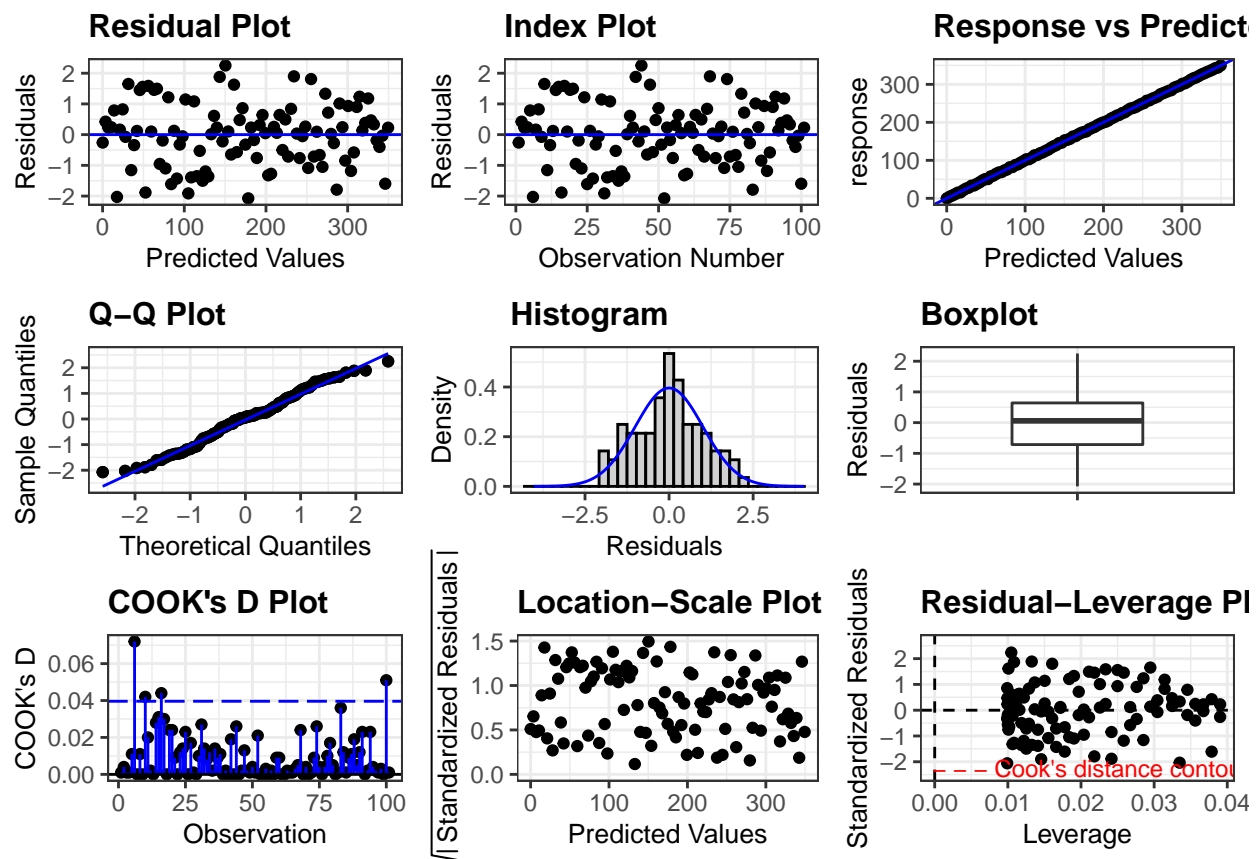 Residual Plot
Residuals
2
1
0
−1
−2
0 100 200 300
Predicted Values
Index Plot
Residuals
2
1
0
−1
−2
0 25 50 75 100
Observation Number
Response vs Predict
response
300
200
100
0
0 100 200 300
Predicted Values
Q−Q Plot
Sample Quantiles
2
1
0
−1
−2
−2 −1 0 1 2
Theoretical Quantiles
Histogram
Density
0.4
0.2
0.0
−2.5 0.0 2.5
Residuals
Boxplot
Residuals
2
1
0
−1
−2
COOK's D Plot
COOK's D
0.06
0.04
0.02
0.00
0 25 50 75 100
Observation
Location−Scale Plot
√| Standardized Residuals |
1.5
1.0
0.5
0.0
0 100 200 300
Predicted Values
Residual−Leverage Pl
Standardized Residuals
2
1
0
−1
−2
Cook's distance contou
0.00 0.01 0.02 0.03 0.04
Leverage